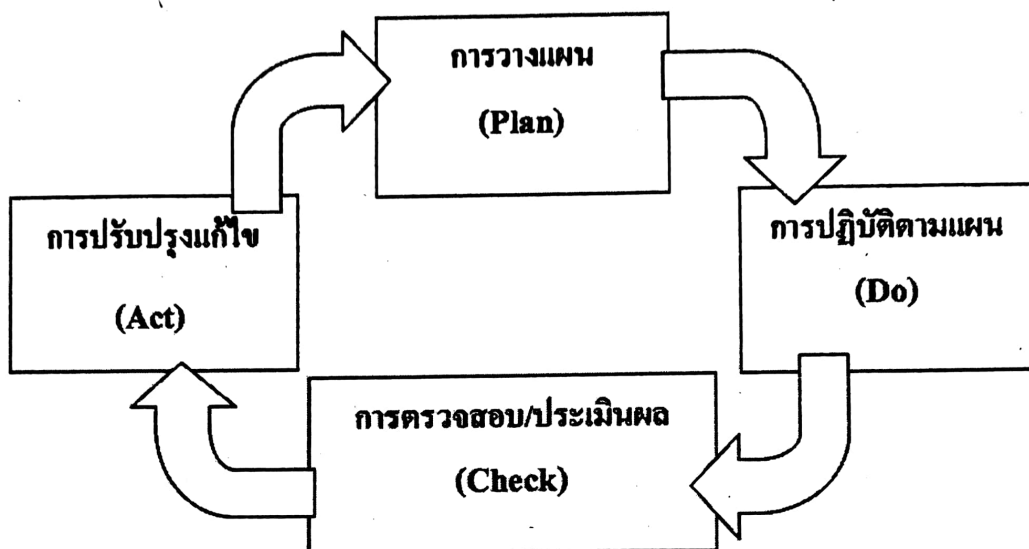 การวางแผน
(Plan)
การปฏิบัติตามแผน
(Do)
การตรวจสอบ/ประเมินผล
(Check)
การปรับปรุงแก้ไข
(Act)